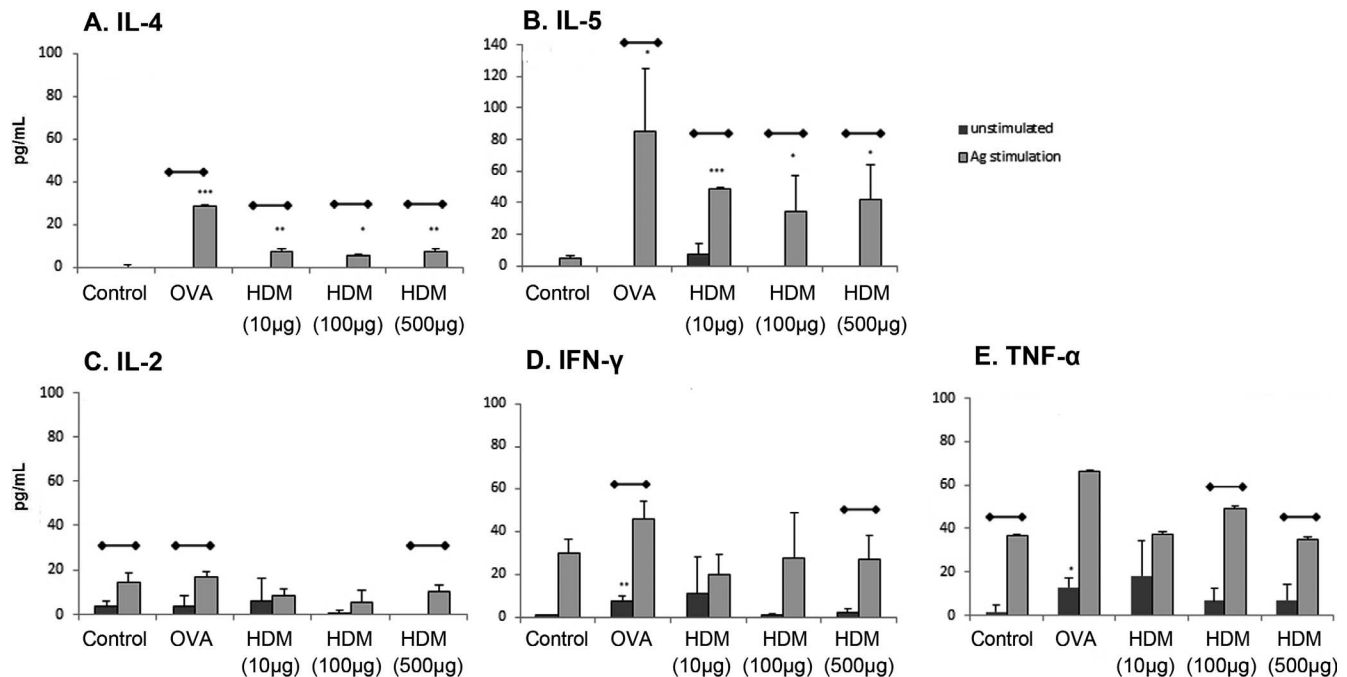 A. IL-4
B. IL-5
100
80
60
40
20
0
pg/mL
***
**
*
**
Control OVA HDM HDM HDM
(10µg) (100µg) (500µg)
140
120
100
80
60
40
20
0
*
***
*
*
Control OVA HDM HDM HDM
(10µg) (100µg) (500µg)
unstimulated
Ag stimulation
C. IL-2
D. IFN-γ
E. TNF-α
100
80
60
40
20
0
pg/mL
Control OVA HDM HDM HDM
(10µg) (100µg) (500µg)
100
80
60
40
20
0
**
Control OVA HDM HDM HDM
(10µg) (100µg) (500µg)
100
80
60
40
20
0
*
Control OVA HDM HDM HDM
(10µg) (100µg) (500µg)